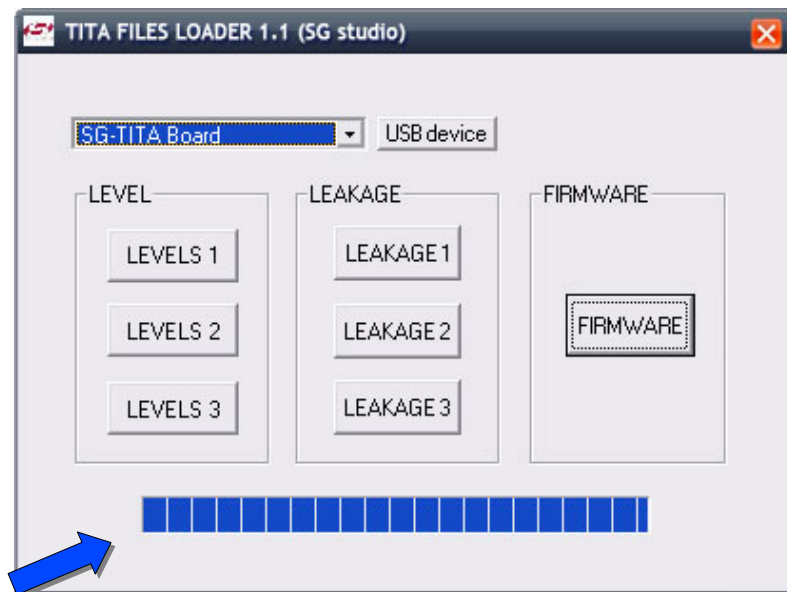 TITA FILES LOADER 1.1 (SG studio)
SG-TITA Board
USB device
LEVEL
LEVELS 1
LEVELS 2
LEVELS 3
LEAKAGE
LEAKAGE 1
LEAKAGE 2
LEAKAGE 3
FIRMWARE
FIRMWARE